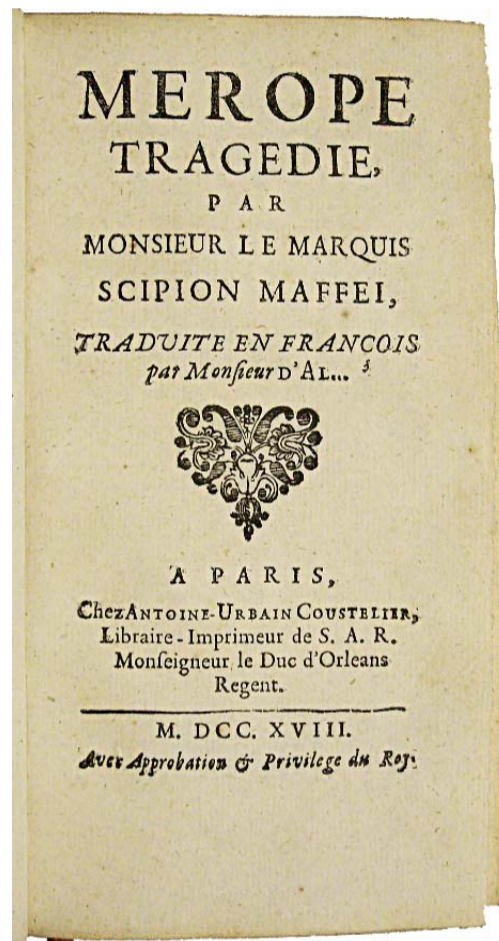 MEROPE
TRAGEDIE,
PAR
MONSIEUR LE MARQUIS
SCIPION MAFFEI,
TRADUITE EN FRANCOIS
par Monſieur D'AL...
A PARIS,
Chez ANTOINE-URBAIN COUSTELIER,
Libraire-Imprimeur de S. A. R.
Monſeigneur le Duc d'Orleans
Regent.
M. DCC. XVIII.
Avec Approbation & Privilege du Roy.